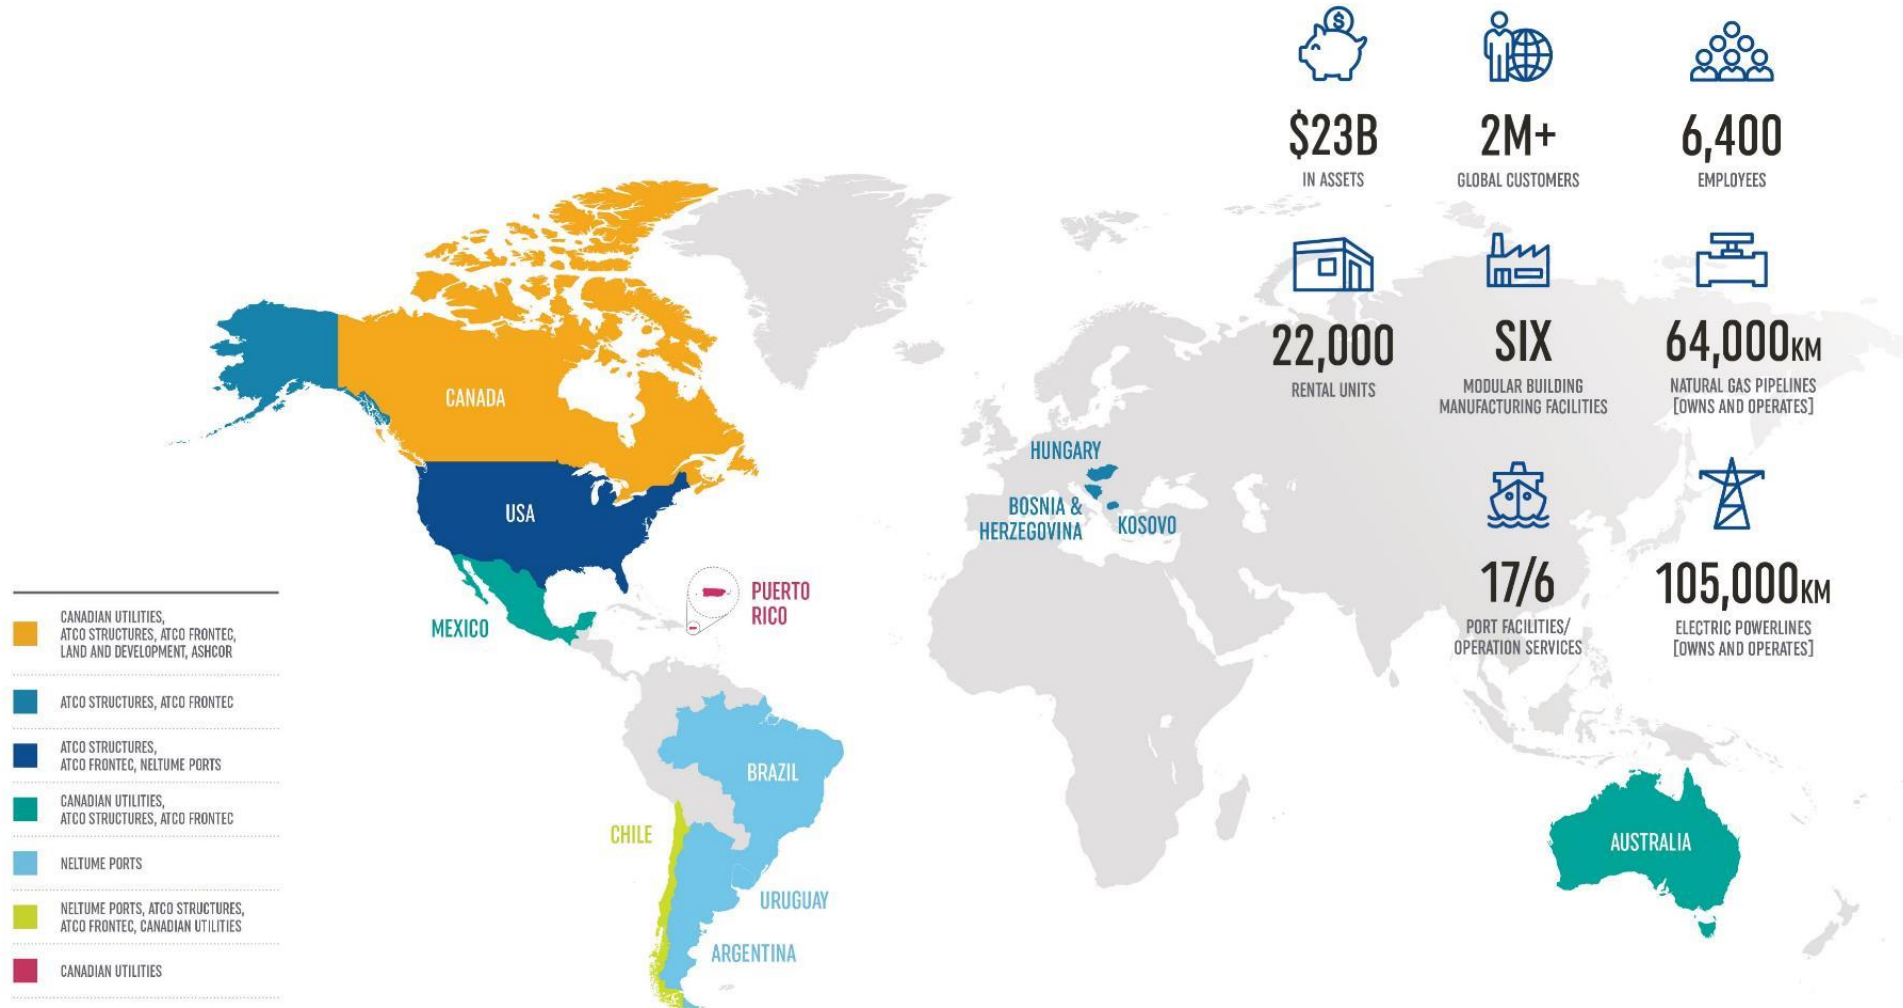 $
$23B
IN ASSETS
2M+
GLOBAL CUSTOMERS
6,400
EMPLOYEES
22,000
RENTAL UNITS
SIX
MODULAR BUILDING
MANUFACTURING FACILITIES
64,000KM
NATURAL GAS PIPELINES
[OWNS AND OPERATES]
17/6
PORT FACILITIES/
OPERATION SERVICES
105,000KM
ELECTRIC POWERLINES
[OWNS AND OPERATES]
CANADA
USA
MEXICO
PUERTO
RICO
HUNGARY
BOSNIA &
HERZEGOVINA
KOSOVO
BRAZIL
CHILE
URUGUAY
ARGENTINA
AUSTRALIA
CANADIAN UTILITIES,
ATCO STRUCTURES, ATCO FRONTEC,
LAND AND DEVELOPMENT, ASHCOR
ATCO STRUCTURES, ATCO FRONTEC
ATCO STRUCTURES,
ATCO FRONTEC, NELTUME PORTS
CANADIAN UTILITIES,
ATCO STRUCTURES, ATCO FRONTEC
NELTUME PORTS
NELTUME PORTS, ATCO STRUCTURES,
ATCO FRONTEC, CANADIAN UTILITIES
CANADIAN UTILITIES